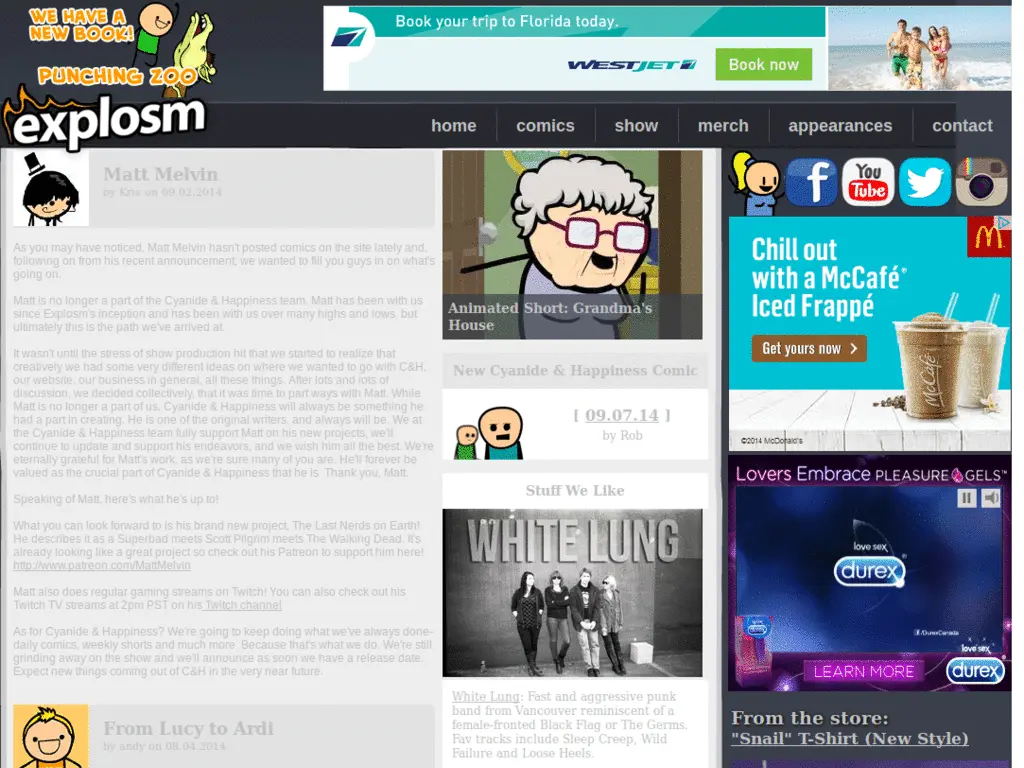 WE HAVE A
NEW BOOK!
PUNCHING ZOO
explosm
Book your trip to Florida today.
WESTJET
Book now
home
comics
show
merch
appearances
contact
Matt Melvin
by Kris on 09.02.2014
As you may have noticed, Matt Melvin hasn't posted comics on the site lately and,
following on from his recent announcement, we wanted to fill you guys in on what's
going on.
Matt is no longer a part of the Cyanide & Happiness team. Matt has been with us
since Explosm's inception and has been with us over many highs and lows, but
ultimately this is the path we've arrived at.
It wasn't until the stress of show production hit that we started to realize that
creatively we had some very different ideas on where we wanted to go with C&H,
our website, our business in general, all these things. After lots and lots of
discussion, we decided collectively, that it was time to part ways with Matt. While
Matt is no longer a part of us, Cyanide & Happiness will always be something he
had a part in creating. He is one of the original writers, and always will be. We at
the Cyanide & Happiness team fully support Matt on his new projects, we'll
continue to update and support his endeavors, and we wish him all the best. We're
eternally grateful for Matt's work, as we're sure many of you are. He'll forever be
valued as the crucial part of Cyanide & Happiness that he is. Thank you, Matt.
Speaking of Matt, here's what he's up to!
What you can look forward to is his brand new project, The Last Nerds on Earth!
He describes it as a Superbad meets Scott Pilgrim meets The Walking Dead. It's
already looking like a great project so check out his Patreon to support him here!
http://www.patreon.com/MattMelvin
Matt also does regular gaming streams on Twitch! You can also check out his
Twitch TV streams at 2pm PST on his Twitch channel
As for Cyanide & Happiness? We're going to keep doing what we've always done-
daily comics, weekly shorts and much more. Because that's what we do. We're still
grinding away on the show and we'll announce as soon we have a release date.
Expect new things coming out of C&H in the very near future.
From Lucy to Ardi
by andy on 08.04.2014
Animated Short: Grandma's
House
New Cyanide & Happiness Comic
[ 09.07.14 ]
by Rob
Stuff We Like
WHITE LUNG
White Lung: Fast and aggressive punk
band from Vancouver reminiscent of a
female-fronted Black Flag or The Germs.
Fav tracks include Sleep Creep, Wild
Failure and Loose Heels.
f
You
Tube
Chill out
with a McCafé®
Iced Frappé
Get yours now >
McCafé
©2014 McDonald's
Lovers Embrace PLEASURE GELS™
love sex
durex®
/DurexCanada
LEARN MORE
love sex
durex
From the store:
"Snail" T-Shirt (New Style)